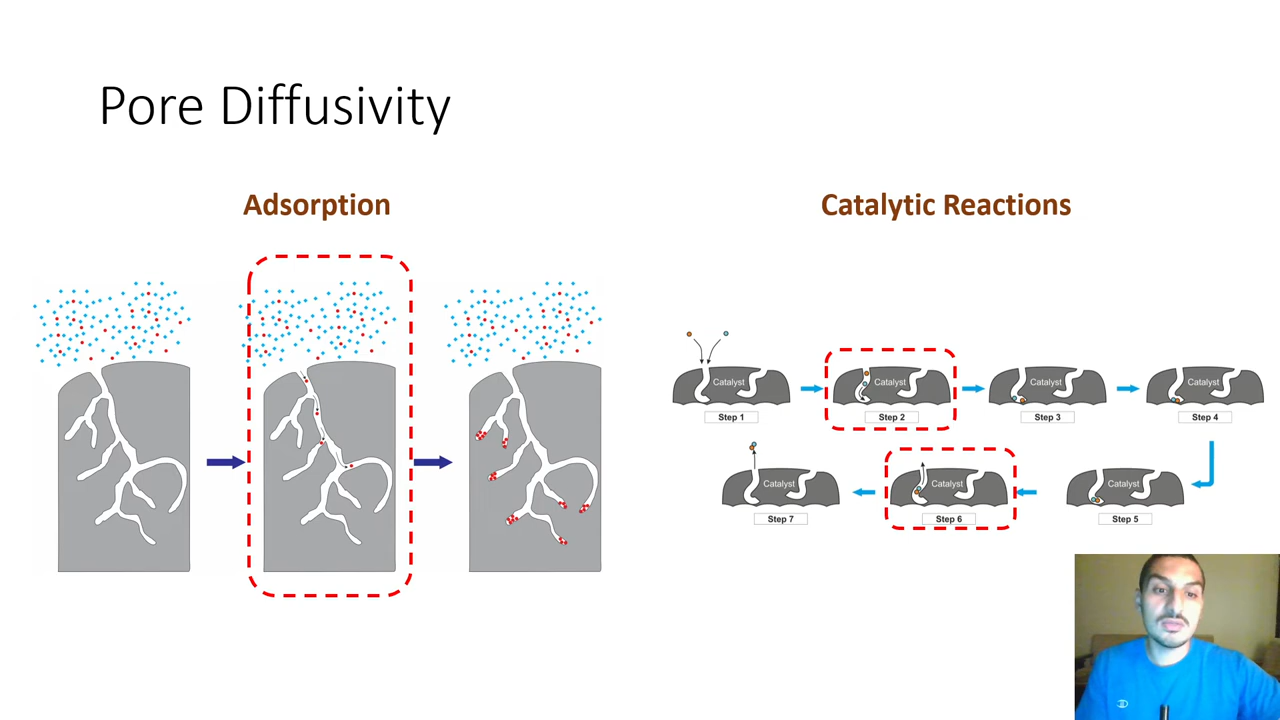 Pore Diffusivity
Adsorption
Catalytic Reactions
Catalyst
Catalyst
Catalyst
Catalyst
Step 1
Step 2
Step 3
Step 4
Catalyst
Catalyst
Catalyst
Step 7
Step 6
Step 5